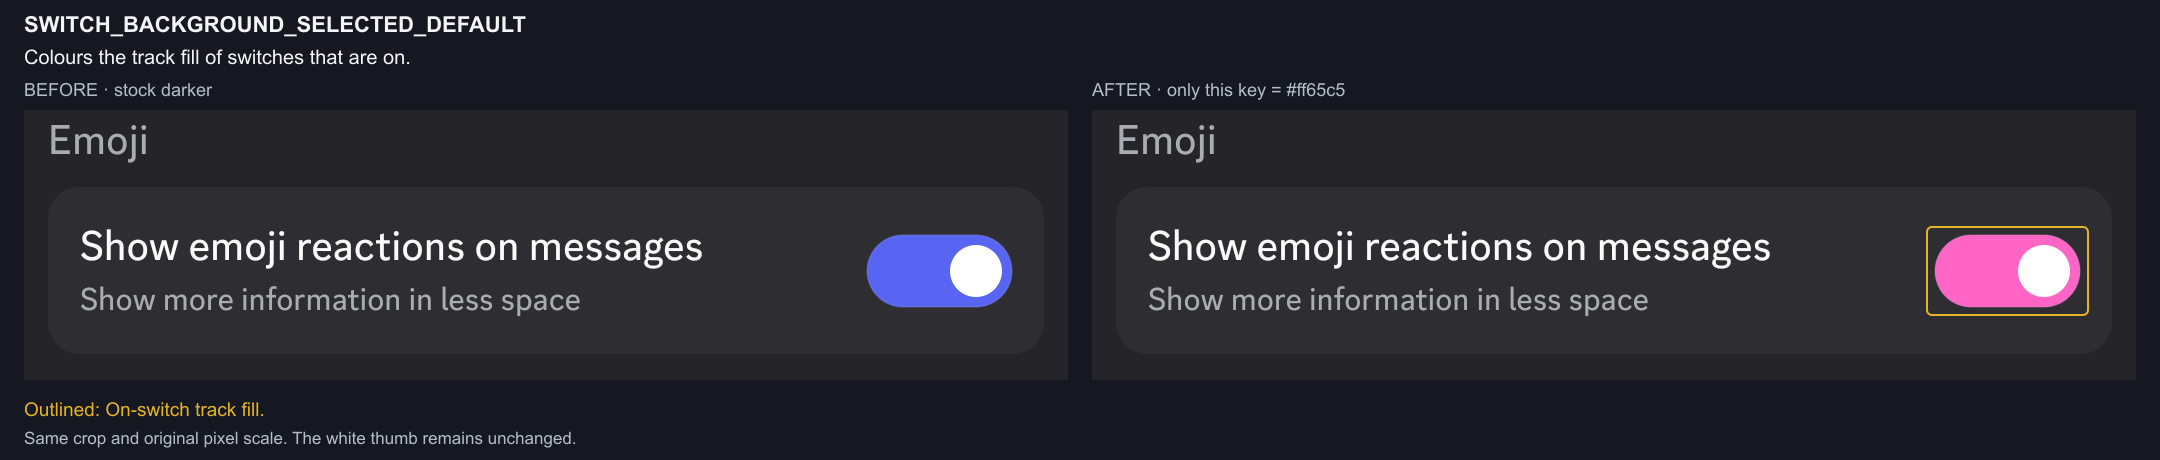 SWITCH_BACKGROUND_SELECTED_DEFAULT
Colours the track fill of switches that are on.
BEFORE · stock darker
Emoji
Show emoji reactions on messages
Show more information in less space
AFTER · only this key = #ff65c5
Emoji
Show emoji reactions on messages
Show more information in less space
Outlined: On-switch track fill.
Same crop and original pixel scale. The white thumb remains unchanged.